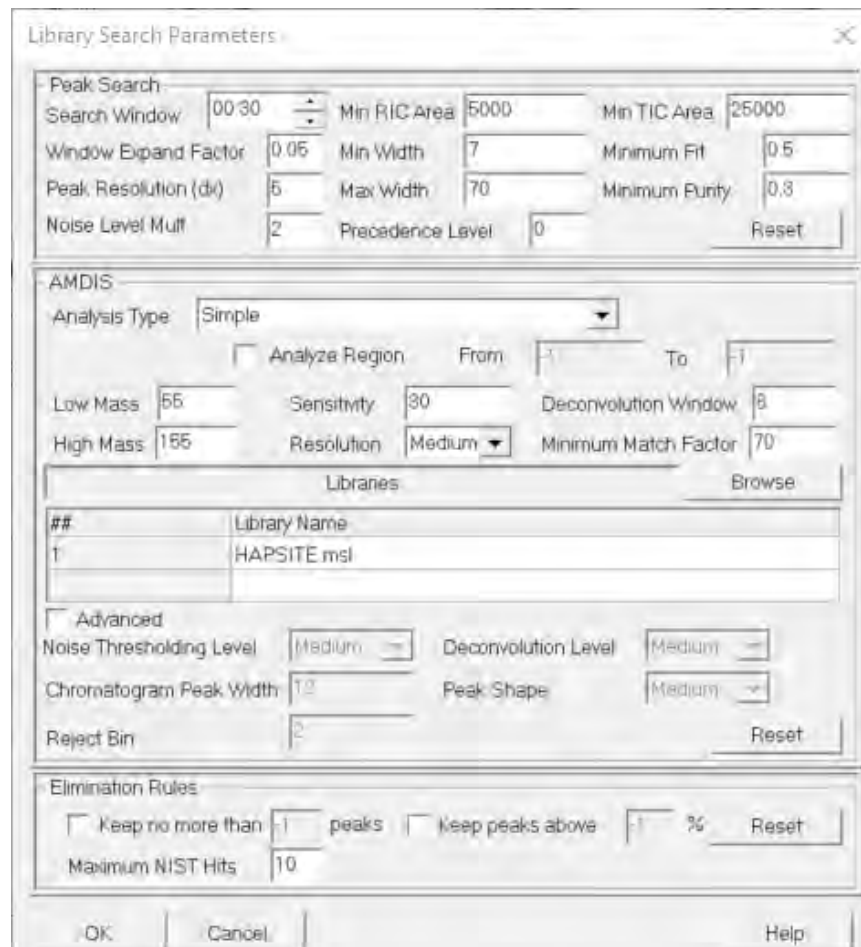 Library Search Parameters
Peak Search
Search Window 00:30 Min RIC Area 5000 Min TIC Area 25000
Window Expand Factor 0.05 Min Width 7 Minimum Fit 0.5
Peak Resolution (dx) 5 Max Width 70 Minimum Purity 0.3
Noise Level Mult 2 Precedence Level 0 Reset
AMDIS
Analysis Type Simple
Analyze Region From -1 To -1
Low Mass 55 Sensitivity 30 Deconvolution Window 8
High Mass 155 Resolution Medium Minimum Match Factor 70
Libraries Browse
## Library Name
1 HAPSITE.msl
Advanced
Noise Thresholding Level Medium Deconvolution Level Medium
Chromatogram Peak Width 12 Peak Shape Medium
Reject Bin 2 Reset
Elimination Rules
Keep no more than -1 peaks Keep peaks above -1 % Reset
Maximum NIST Hits 10
OK Cancel Help